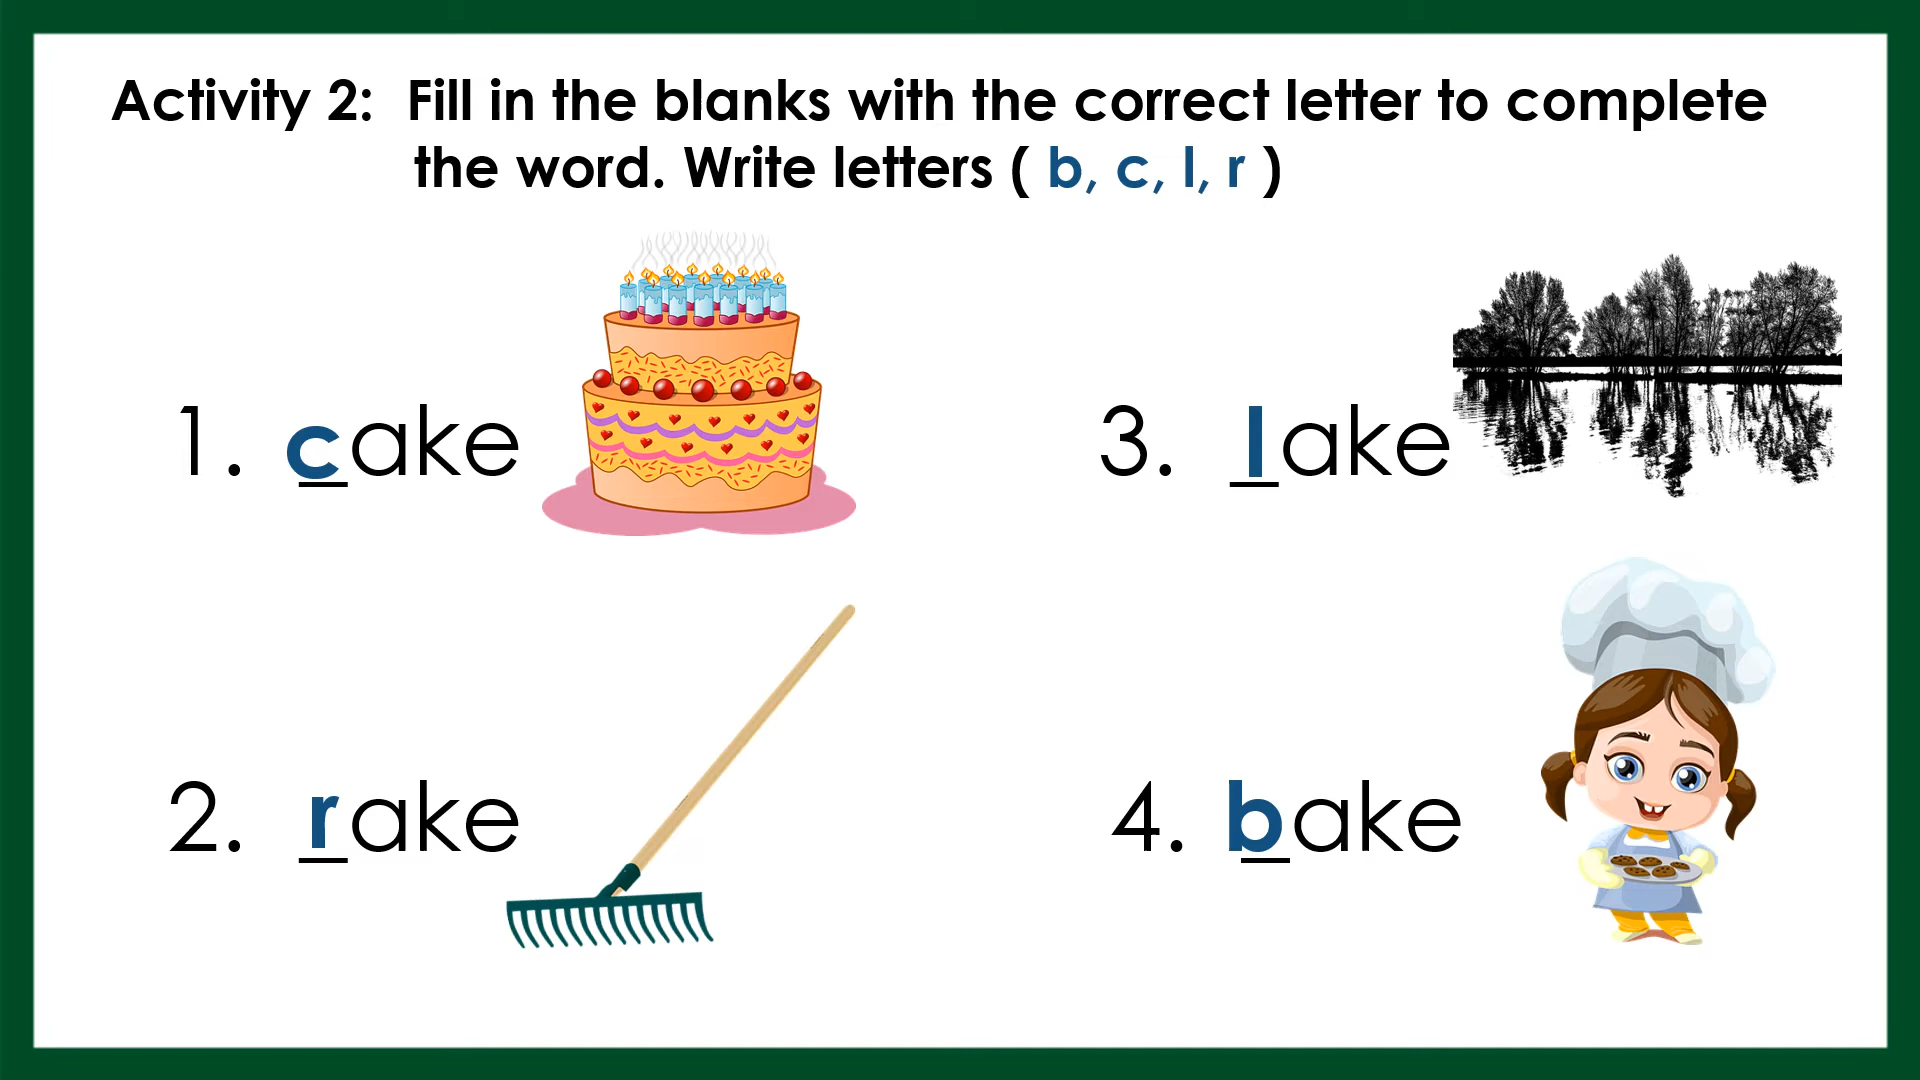 Activity 2: Fill in the blanks with the correct letter to complete
the word. Write letters ( b, c, l, r )
1. cake
2. rake
3. lake
4. bake